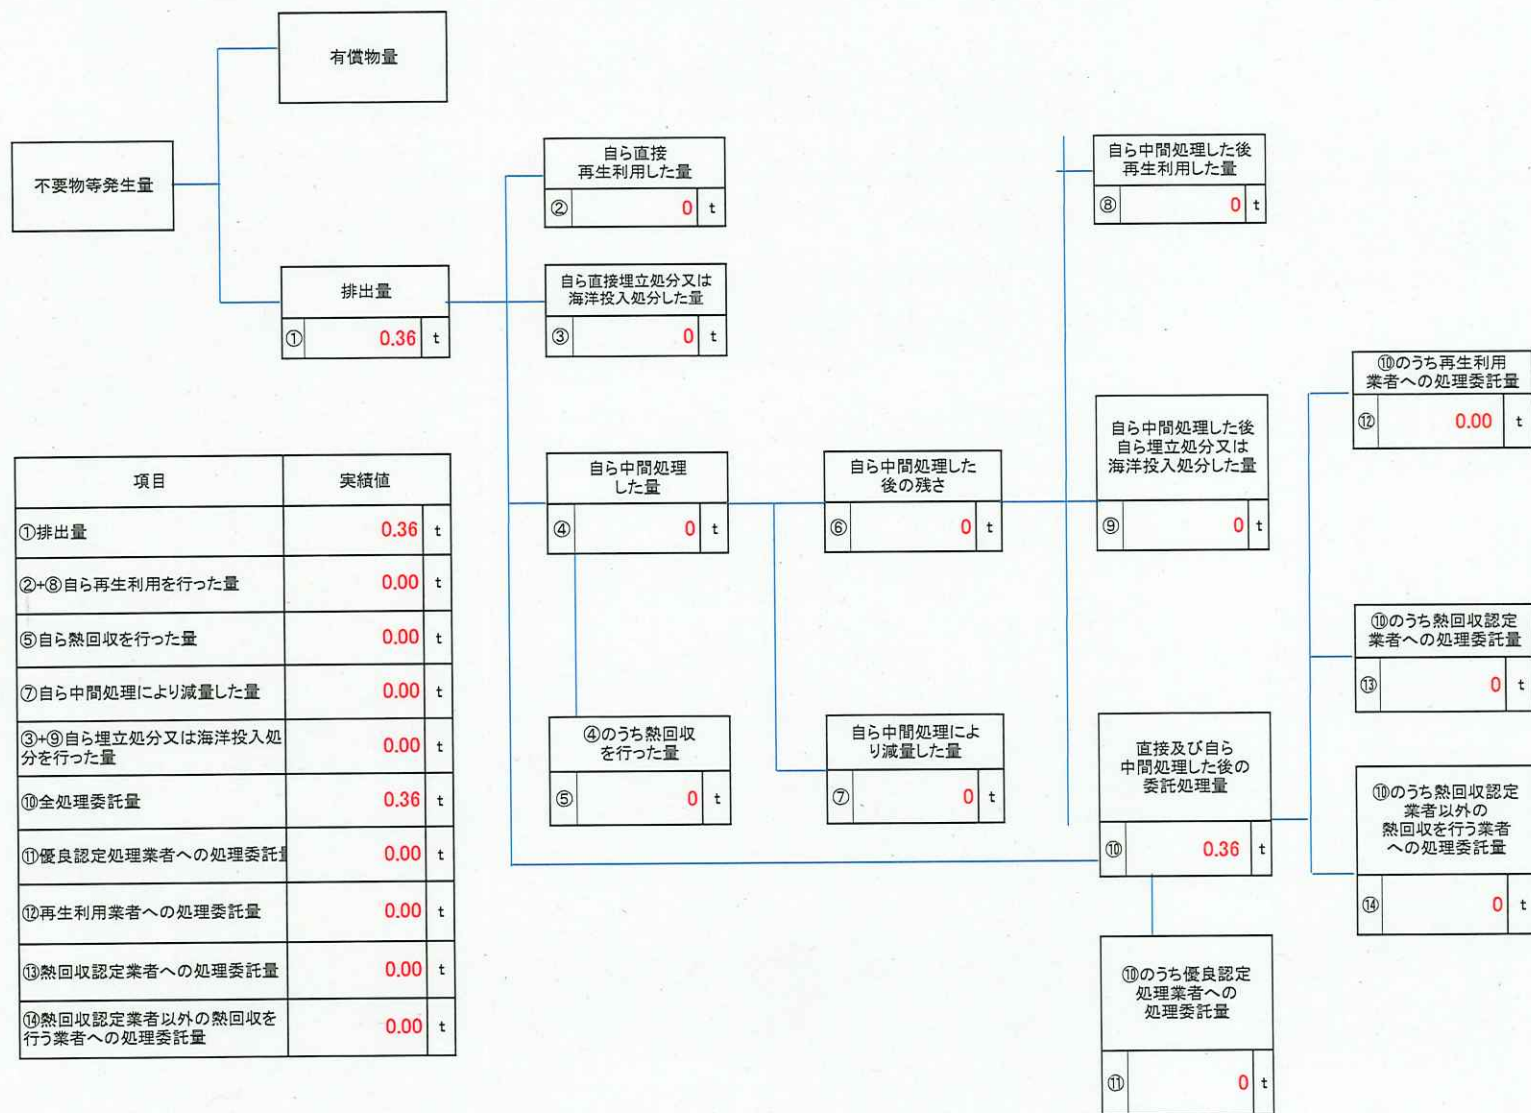 有償物量
不要物等発生量
排出量
① 0.36 t
自ら直接
再生利用した量
② 0 t
自ら直接埋立処分又は
海洋投入処分した量
③ 0 t
自ら中間処理
した量
④ 0 t
④のうち熱回収
を行った量
⑤ 0 t
自ら中間処理した
後の残さ
⑥ 0 t
自ら中間処理によ
り減量した量
⑦ 0 t
自ら中間処理した後
再生利用した量
⑧ 0 t
自ら中間処理した後
自ら埋立処分又は
海洋投入処分した量
⑨ 0 t
直接及び自ら
中間処理した後の
委託処理量
⑩ 0.36 t
⑩のうち優良認定
処理業者への
処理委託量
⑪ 0 t
⑩のうち再生利用
業者への処理委託量
⑫ 0.00 t
⑩のうち熱回収認定
業者への処理委託量
⑬ 0 t
⑩のうち熱回収認定
業者以外の
熱回収を行う業者
への処理委託量
⑭ 0 t
項目 実績値
①排出量 0.36 t
②+⑧自ら再生利用を行った量 0.00 t
⑤自ら熱回収を行った量 0.00 t
⑦自ら中間処理により減量した量 0.00 t
③+⑨自ら埋立処分又は海洋投入処
分を行った量 0.00 t
⑩全処理委託量 0.36 t
⑪優良認定処理業者への処理委託 0.00 t
⑫再生利用業者への処理委託量 0.00 t
⑬熱回収認定業者への処理委託量 0.00 t
⑭熱回収認定業者以外の熱回収を
行う業者への処理委託量 0.00 t